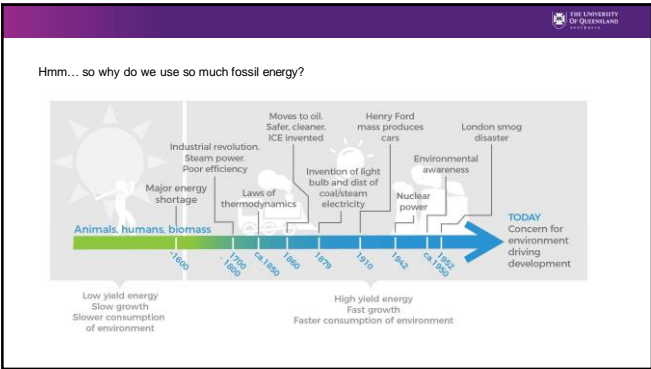 THE UNIVERSITY
OF QUEENSLAND
AUSTRALIA
Hmm… so why do we use so much fossil energy?
Moves to oil.
Safer, cleaner.
ICE invented
Henry Ford
mass produces
cars
London smog
disaster
Industrial revolution.
Steam power.
Poor efficiency
Environmental
awareness
Invention of light
bulb and dist of
coal/steam
electricity
Major energy
shortage
Laws of
thermodynamics
Nuclear
power
TODAY
Concern for
environment
driving
development
Animals, humans, biomass
~1600
1700
- 1800
ca.1850
1860
1879
1910
1942
ca.1950
1952
Low yield energy
Slow growth
Slower consumption
of environment
High yield energy
Fast growth
Faster consumption of environment